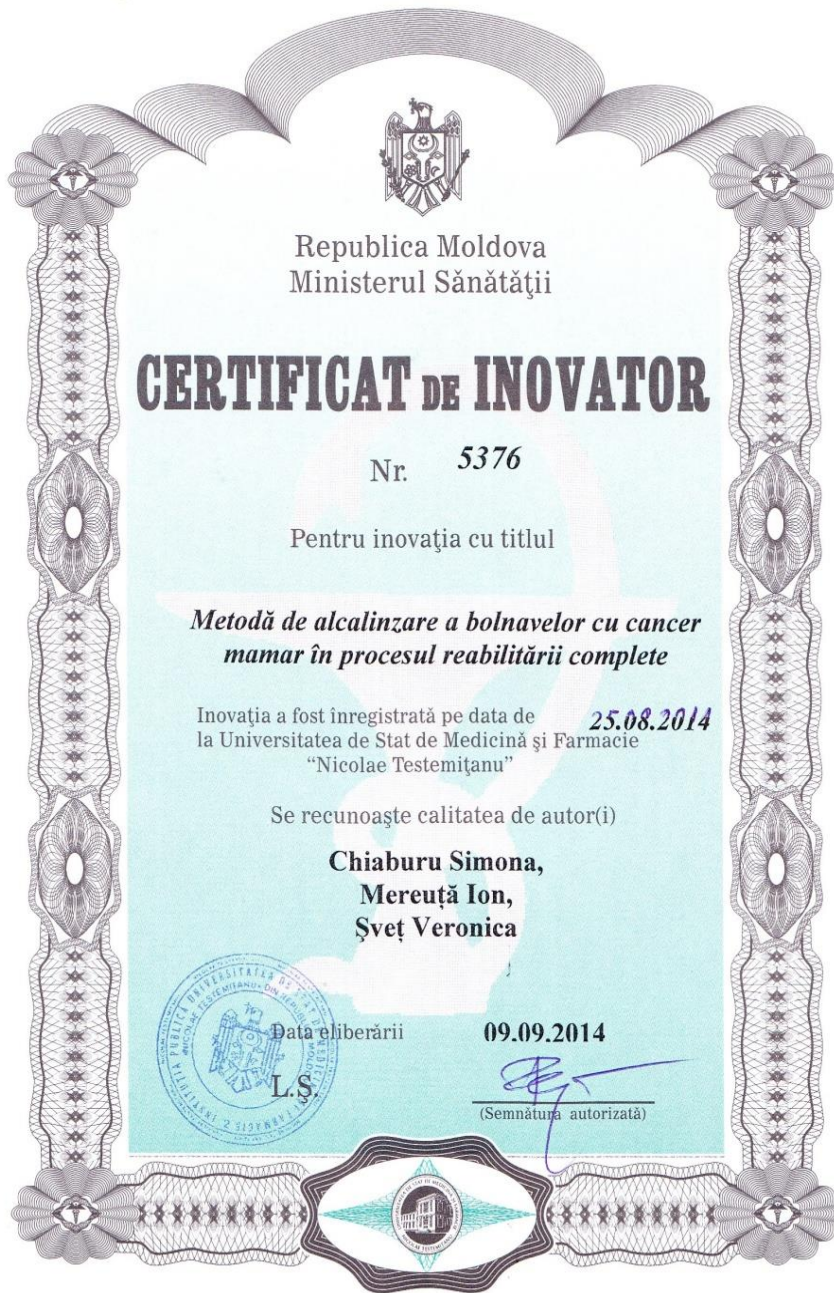 Republica Moldova
Ministerul Sănătăţii
CERTIFICAT DE INOVATOR
Nr. 5376
Pentru inovaţia cu titlul
Metodă de alcalinzare a bolnavelor cu cancer
mamar în procesul reabilitării complete
Inovaţia a fost înregistrată pe data de 25.08.2014
la Universitatea de Stat de Medicină şi Farmacie
“Nicolae Testemiţanu”
Se recunoaşte calitatea de autor(i)
Chiaburu Simona,
Mereuţă Ion,
Şveţ Veronica
Data eliberării 09.09.2014
L.Ş.
(Semnătura autorizată)